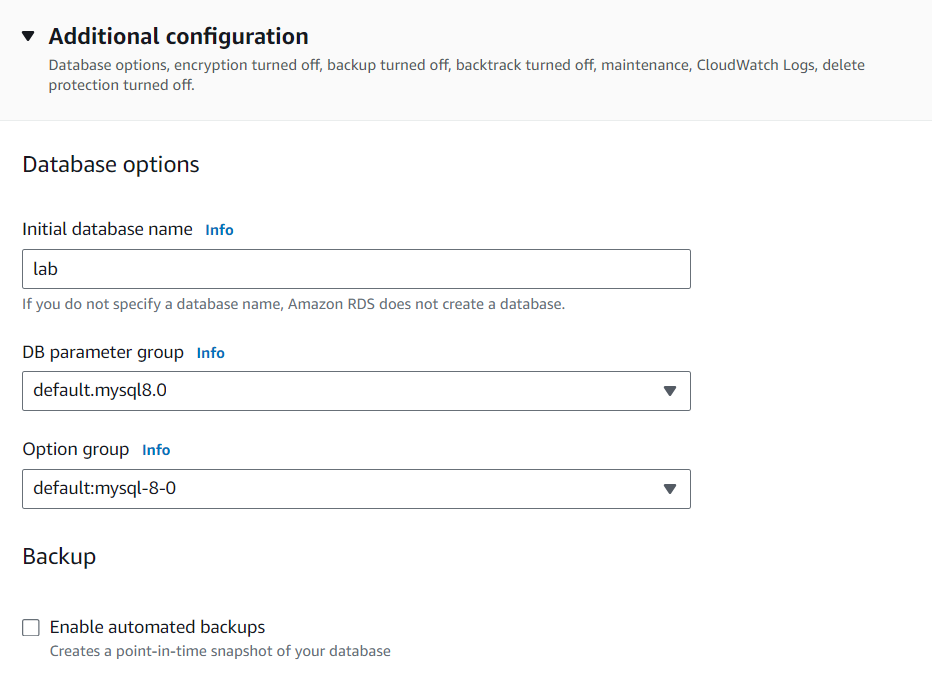 Additional configuration
Database options, encryption turned off, backup turned off, backtrack turned off, maintenance, CloudWatch Logs, delete
protection turned off.
Database options
Initial database name Info
lab
If you do not specify a database name, Amazon RDS does not create a database.
DB parameter group Info
default.mysql8.0
Option group Info
default:mysql-8-0
Backup
Enable automated backups
Creates a point-in-time snapshot of your database